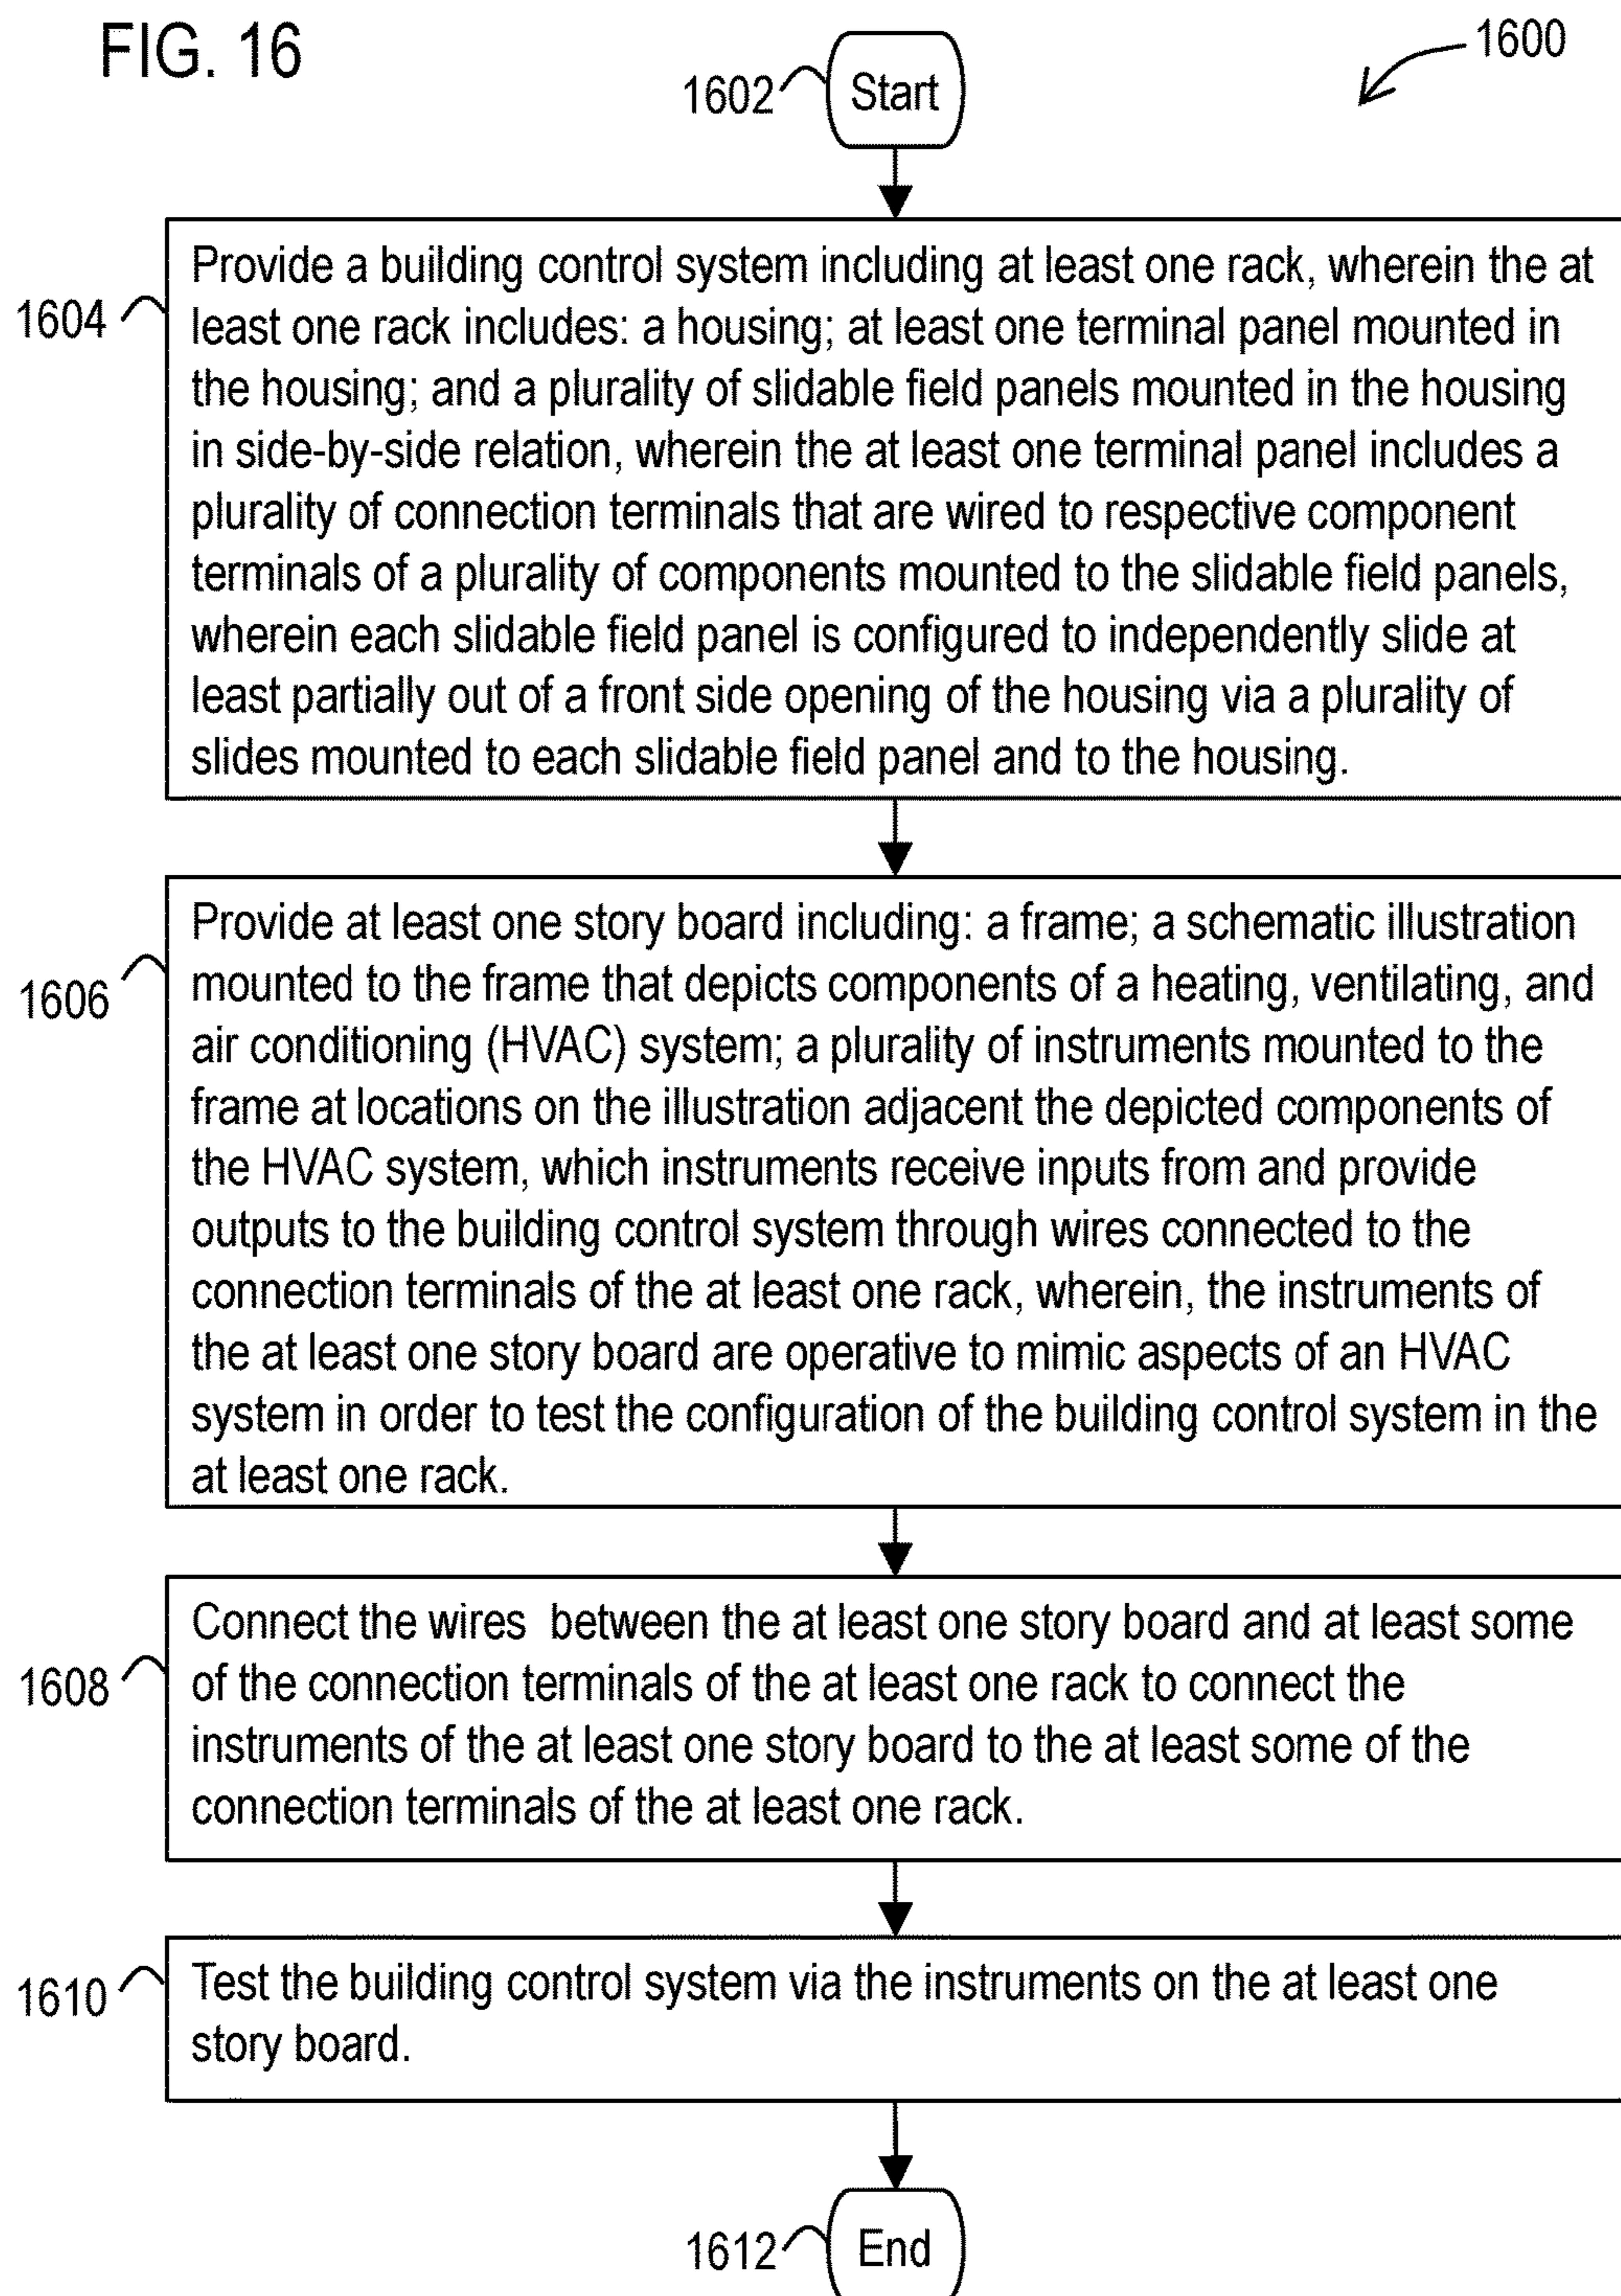 FIG. 16
1600
1602
Start
1604
Provide a building control system including at least one rack, wherein the at
least one rack includes: a housing; at least one terminal panel mounted in
the housing; and a plurality of slidable field panels mounted in the housing
in side-by-side relation, wherein the at least one terminal panel includes a
plurality of connection terminals that are wired to respective component
terminals of a plurality of components mounted to the slidable field panels,
wherein each slidable field panel is configured to independently slide at
least partially out of a front side opening of the housing via a plurality of
slides mounted to each slidable field panel and to the housing.
1606
Provide at least one story board including: a frame; a schematic illustration
mounted to the frame that depicts components of a heating, ventilating, and
air conditioning (HVAC) system; a plurality of instruments mounted to the
frame at locations on the illustration adjacent the depicted components of
the HVAC system, which instruments receive inputs from and provide
outputs to the building control system through wires connected to the
connection terminals of the at least one rack, wherein, the instruments of
the at least one story board are operative to mimic aspects of an HVAC
system in order to test the configuration of the building control system in the
at least one rack.
1608
Connect the wires  between the at least one story board and at least some
of the connection terminals of the at least one rack to connect the
instruments of the at least one story board to the at least some of the
connection terminals of the at least one rack.
1610
Test the building control system via the instruments on the at least one
story board.
1612
End